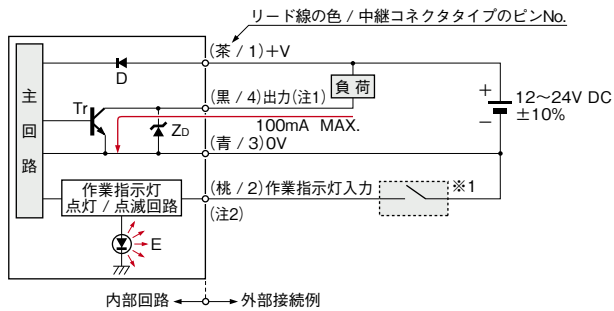 リード線の色 / 中継コネクタタイプのピンNo.
(茶 / 1)+V
D
(黒 / 4)出力(注1)
負荷
主回路
Tr
ZD
100mA MAX.
+
12～24V DC
±10%
−
(青 / 3)0V
作業指示灯
点灯 / 点滅回路
(桃 / 2)作業指示灯入力
※1
(注2)
E
内部回路
外部接続例